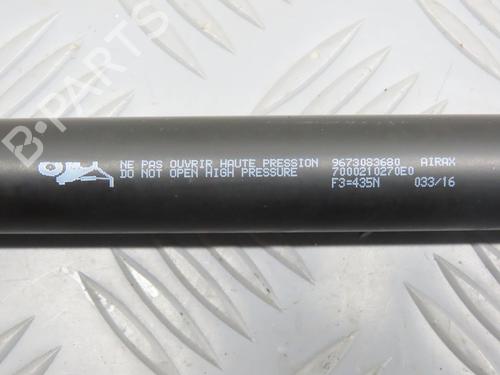 B-PARTS
NE PAS OUVRIR HAUTE PRESSION 9673083680 AIRAX
DO NOT OPEN HIGH PRESSURE 7000210270E0
F3=435N 033/16